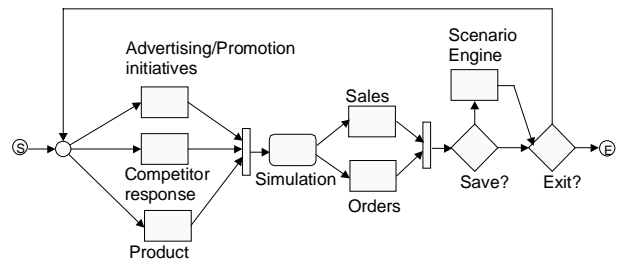 Advertising/Promotion
initiatives
Scenario
Engine
Sales
S
Competitor
response
Simulation
Orders
Save?
Exit?
E
Product